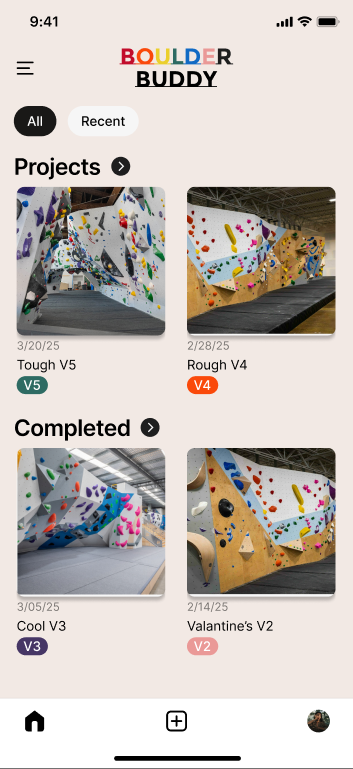 9:41
BOULDER
BUDDY
All Recent
Projects
3/20/25 2/28/25
Tough V5 Rough V4
V5 V4
Completed
3/05/25 2/14/25
Cool V3 Valantine's V2
V3 V2